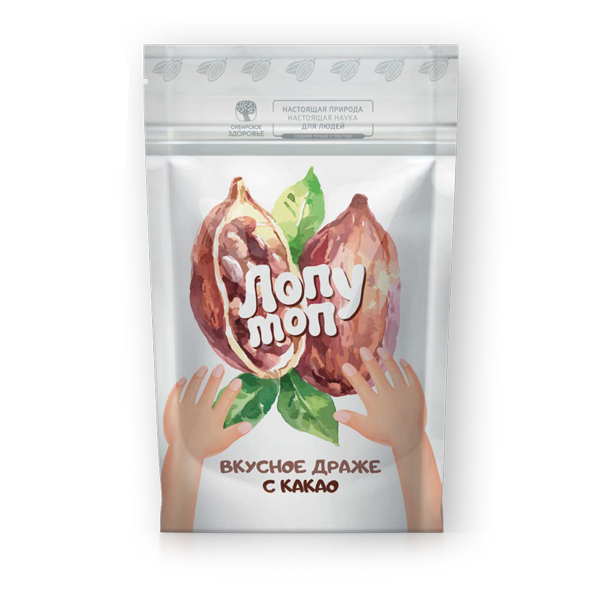 СИБИРСКОЕ
ЗДОРОВЬЕ
НАСТОЯЩАЯ ПРИРОДА
НАСТОЯЩАЯ НАУКА
ДЛЯ ЛЮДЕЙ
Лопу
топ
ВКУСНОЕ ДРАЖЕ
С КАКАО